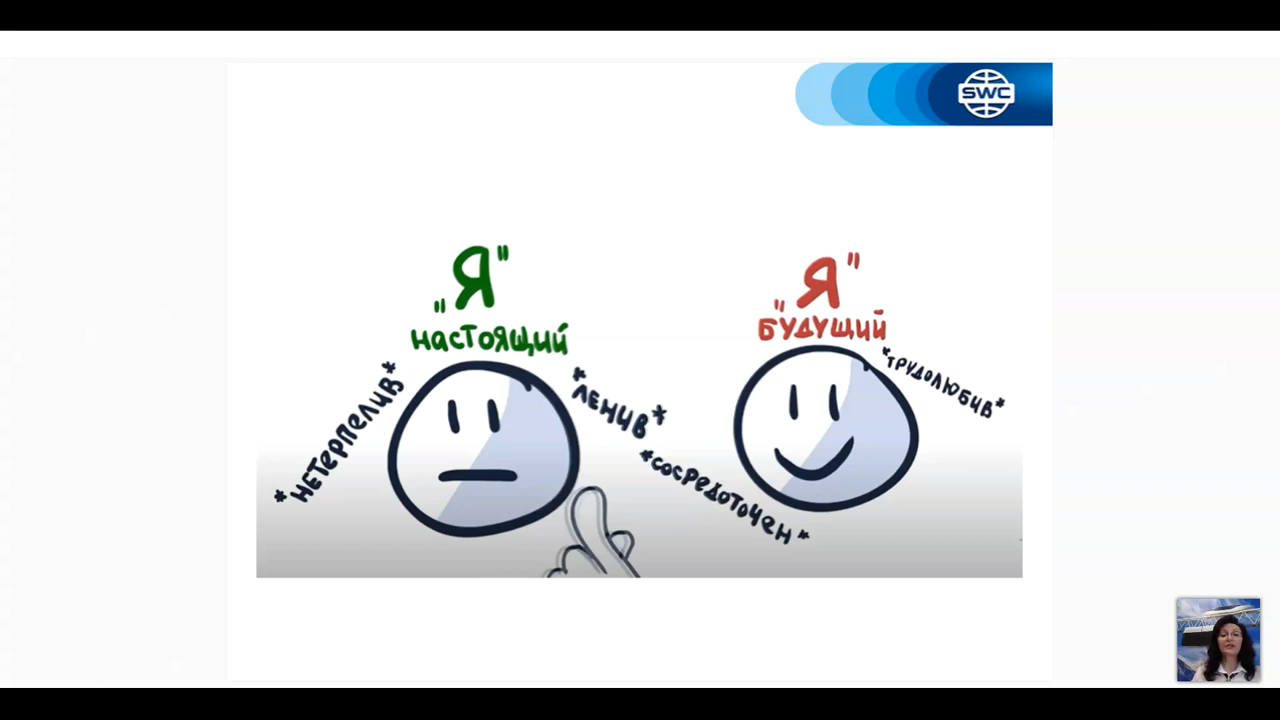 SWC
"Я"
настоящий
*НЕТЕРПЕЛИВ*
*ЛЕНИВ*
"Я"
будущий
*ТРУДОЛЮБИВ*
*СОСРЕДОТОЧЕН*